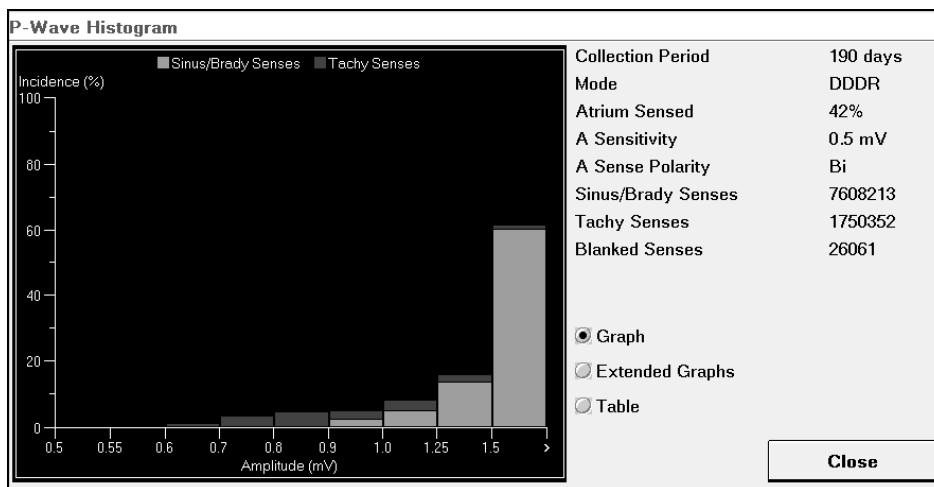 P-Wave Histogram
Sinus/Brady Senses Tachy Senses
Incidence (%)
100
80
60
40
20
0
0.5 0.55 0.6 0.7 0.8 0.9 1.0 1.25 1.5 >
Amplitude (mV)
Collection Period 190 days
Mode DDDR
Atrium Sensed 42%
A Sensitivity 0.5 mV
A Sense Polarity Bi
Sinus/Brady Senses 7608213
Tachy Senses 1750352
Blanked Senses 26061
Graph
Extended Graphs
Table
Close